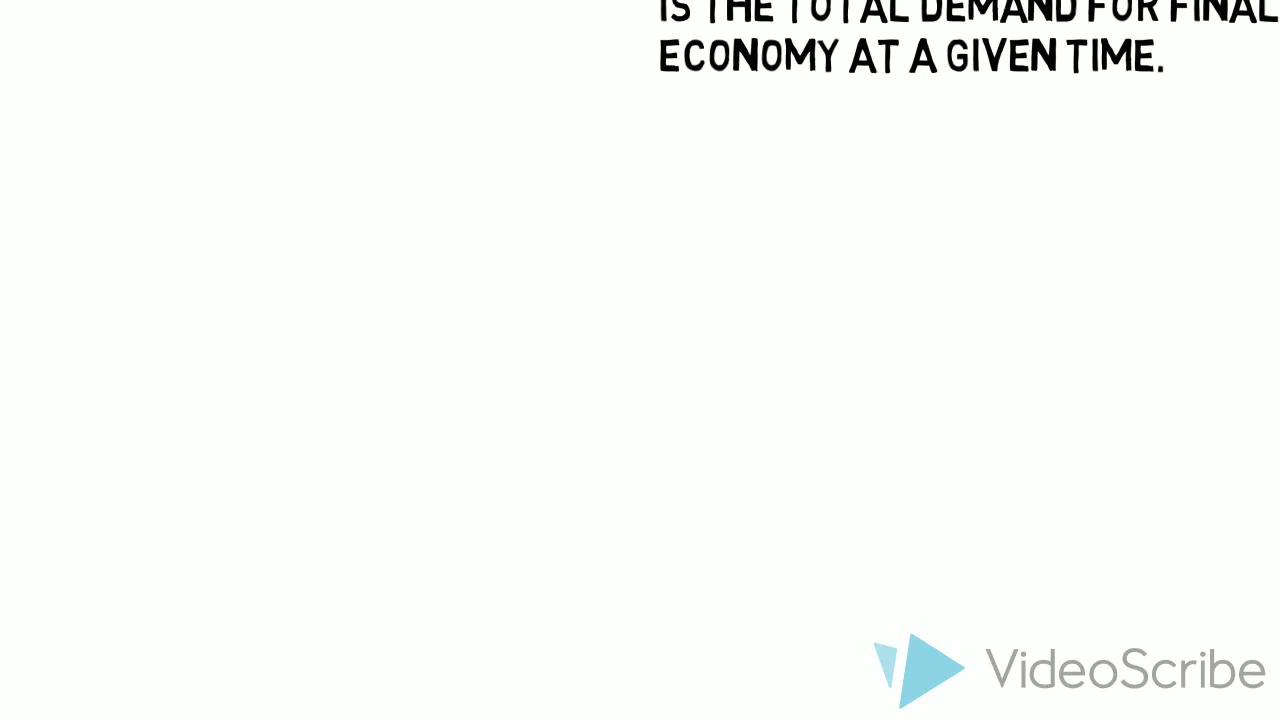 IS THE TOTAL DEMAND FOR FINAL
ECONOMY AT A GIVEN TIME.
VideoScribe